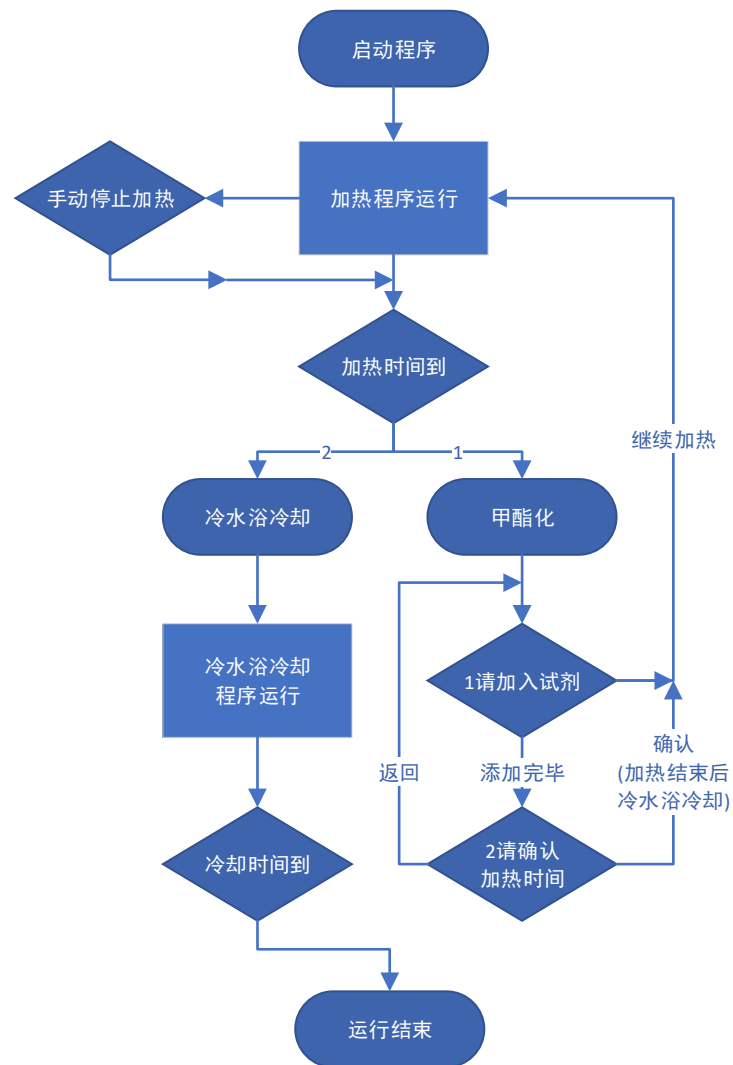 启动程序
手动停止加热
加热程序运行
加热时间到
继续加热
2
1
冷水浴冷却
甲酯化
冷水浴冷却
程序运行
1请加入试剂
返回
添加完毕
确认
(加热结束后
冷水浴冷却)
冷却时间到
2请确认
加热时间
运行结束